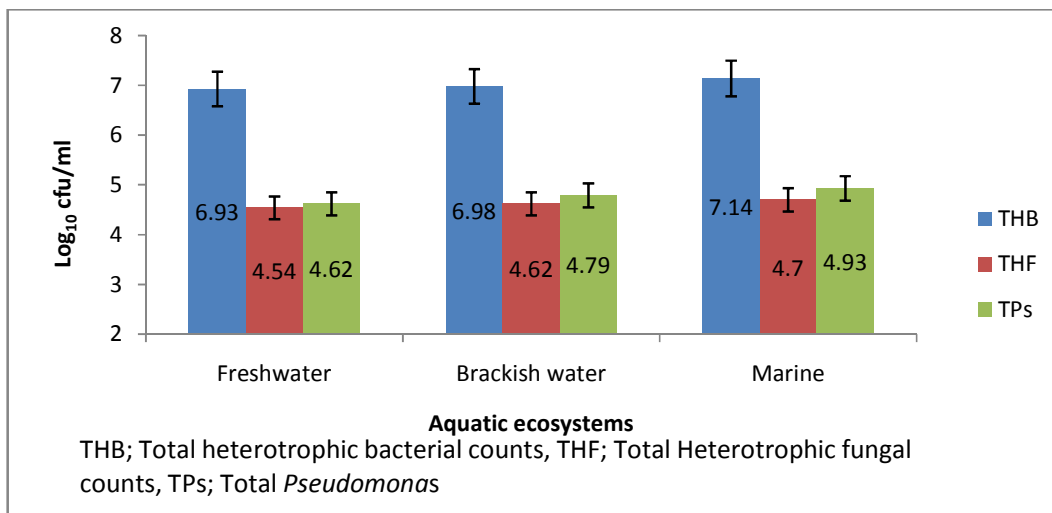 8
7
6
5
4
3
2
Log10 cfu/ml
6.93
4.54
4.62
6.98
4.62
4.79
7.14
4.7
4.93
THB
THF
TPs
Freshwater
Brackish water
Marine
Aquatic ecosystems
THB; Total heterotrophic bacterial counts, THF; Total Heterotrophic fungal
counts, TPs; Total Pseudomonas